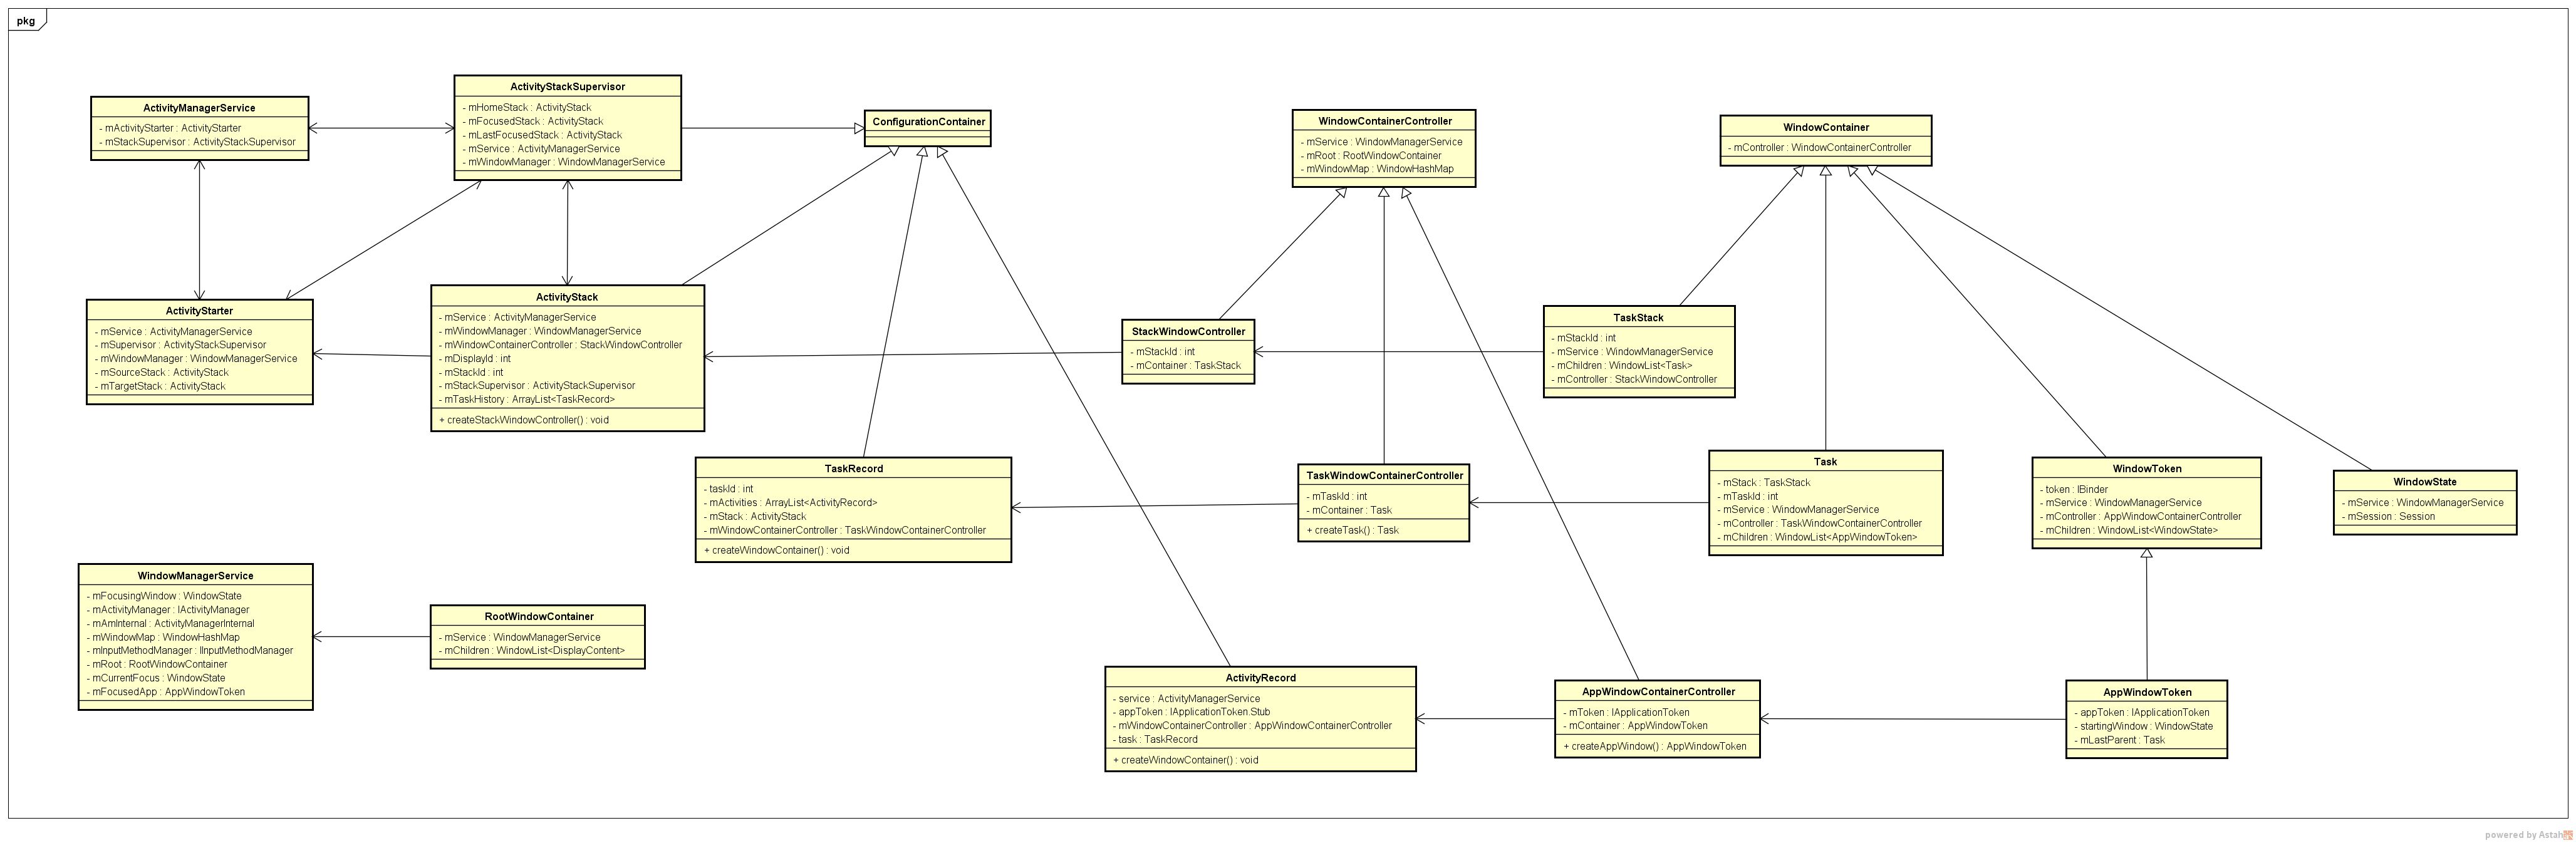 pkg
ActivityManagerService
- mActivityStarter : ActivityStarter
- mStackSupervisor : ActivityStackSupervisor
ActivityStackSupervisor
- mHomeStack : ActivityStack
- mFocusedStack : ActivityStack
- mLastFocusedStack : ActivityStack
- mService : ActivityManagerService
- mWindowManager : WindowManagerService
ConfigurationContainer
WindowContainerController
- mService : WindowManagerService
- mRoot : RootWindowContainer
- mWindowMap : WindowHashMap
WindowContainer
- mController : WindowContainerController
ActivityStarter
- mService : ActivityManagerService
- mSupervisor : ActivityStackSupervisor
- mWindowManager : WindowManagerService
- mSourceStack : ActivityStack
- mTargetStack : ActivityStack
ActivityStack
- mService : ActivityManagerService
- mWindowManager : WindowManagerService
- mWindowContainerController : StackWindowController
- mDisplayId : int
- mStackId : int
- mStackSupervisor : ActivityStackSupervisor
- mTaskHistory : ArrayList<TaskRecord>
+ createStackWindowController() : void
StackWindowController
- mStackId : int
- mContainer : TaskStack
TaskStack
- mStackId : int
- mService : WindowManagerService
- mChildren : WindowList<Task>
- mController : StackWindowController
TaskRecord
- taskId : int
- mActivities : ArrayList<ActivityRecord>
- mStack : ActivityStack
- mWindowContainerController : TaskWindowContainerController
+ createWindowContainer() : void
TaskWindowContainerController
- mTaskId : int
- mContainer : Task
+ createTask() : Task
Task
- mStack : TaskStack
- mTaskId : int
- mService : WindowManagerService
- mController : TaskWindowContainerController
- mChildren : WindowList<AppWindowToken>
WindowToken
- token : IBinder
- mService : WindowManagerService
- mController : AppWindowContainerController
- mChildren : WindowList<WindowState>
WindowState
- mService : WindowManagerService
- mSession : Session
WindowManagerService
- mFocusingWindow : WindowState
- mActivityManager : IActivityManager
- mAmInternal : ActivityManagerInternal
- mWindowMap : WindowHashMap
- mInputMethodManager : IInputMethodManager
- mRoot : RootWindowContainer
- mCurrentFocus : WindowState
- mFocusedApp : AppWindowToken
RootWindowContainer
- mService : WindowManagerService
- mChildren : WindowList<DisplayContent>
ActivityRecord
- service : ActivityManagerService
- appToken : IApplicationToken.Stub
- mWindowContainerController : AppWindowContainerController
- task : TaskRecord
+ createWindowContainer() : void
AppWindowContainerController
- mToken : IApplicationToken
- mContainer : AppWindowToken
+ createAppWindow() : AppWindowToken
AppWindowToken
- appToken : IApplicationToken
- startingWindow : WindowState
- mLastParent : Task
powered by Astah